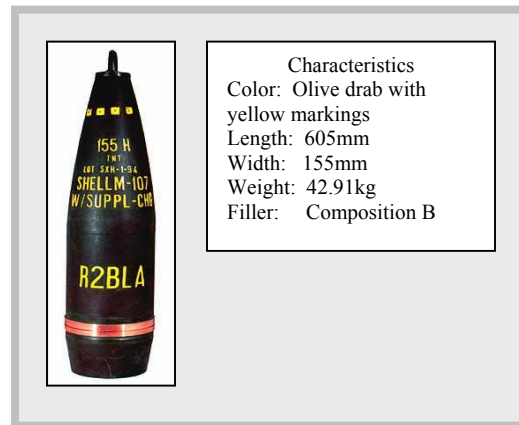 155 H
TNT
LOT SXH-1-94
SHELLM-107
W/SUPPL-CHG
R2BLA
Characteristics
Color: Olive drab with
yellow markings
Length: 605mm
Width: 155mm
Weight: 42.91kg
Filler: Composition B